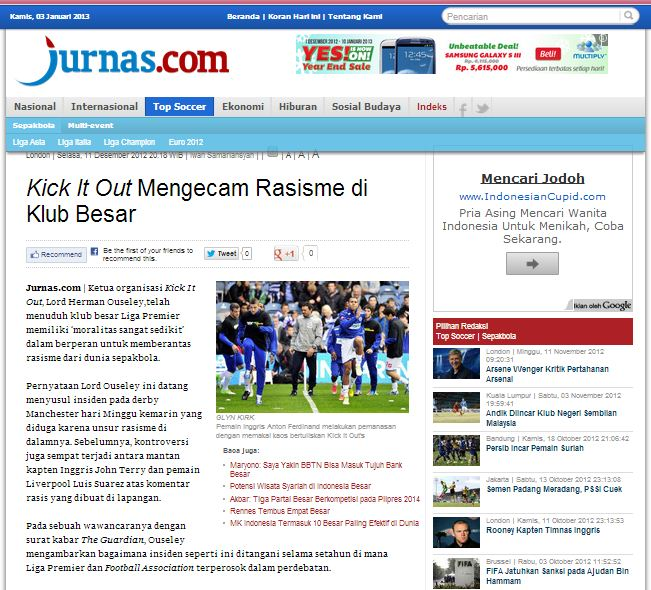 Kamis, 03 Januari 2013
Beranda | Koran Hari ini | Tentang Kami
Pencarian
Jurnas.com
1 DESEMBER 2012 - 10 JANUARI 2013
YES! IS NOW ON!
Year End Sale
Unbeatable Deal!
SAMSUNG GALAXY S III
Rp. 5,615,000
Beli!
MULTIPLY
Persediaan terbatas setiap hari!
Nasional
Internasional
Top Soccer
Ekonomi
Hiburan
Sosial Budaya
Indeks
Sepakbola
Multi-event
Liga Asia
Liga Italia
Liga Champion
Euro 2012
London | Selasa, 11 Desember 2012 20:18 WIB | Iwan Samariansyah | | A | A | A
Kick It Out Mengecam Rasisme di
Klub Besar
Recommend
Be the first of your friends to
recommend this.
Tweet
0
+1
0
Jurnas.com | Ketua organisasi Kick It
Out, Lord Herman Ouseley,telah
menuduh klub besar Liga Premier
memiliki 'moralitas sangat sedikit'
dalam berperan untuk memberantas
rasisme dari dunia sepakbola.
Pernyataan Lord Ouseley ini datang
menyusul insiden pada derby
Manchester hari Minggu kemarin yang
diduga karena unsur rasisme di
dalamnya. Sebelumnya, kontroversi
juga sempat terjadi antara mantan
kapten Inggris John Terry dan pemain
Liverpool Luis Suarez atas komentar
rasis yang dibuat di lapangan.
Pada sebuah wawancaranya dengan
surat kabar The Guardian, Ouseley
mengambarkan bagaimana insiden seperti ini ditangani selama setahun di mana
Liga Premier dan Football Association terperosok dalam perdebatan.
GLYN KIRK
Pemain Inggris Anton Ferdinand melakukan pemanasan
dengan memakai kaos bertuliskan Kick It Out's
Baca juga:
Maryono: Saya Yakin BBTN Bisa Masuk Tujuh Bank
Besar
Potensi Wisata Syariah di Indonesia Besar
Akbar: Tiga Partai Besar Berkompetisi pada Pilpres 2014
Rennes Tembus Empat Besar
MK Indonesia Termasuk 10 Besar Paling Efektif di Dunia
Mencari Jodoh
www.IndonesianCupid.com
Pria Asing Mencari Wanita
Indonesia Untuk Menikah, Coba
Sekarang.
Iklan oleh Google
Pilihan Redaksi
Top Soccer | Sepakbola
London | Minggu, 11 November 2012
09:20:31
Arsene Wenger Kritik Pertahanan
Arsenal
Kuala Lumpur | Sabtu, 03 November 2012
19:59:41
Andik Diincar Klub Negeri Sembilan
Malaysia
Bandung | Kamis, 18 Oktober 2012 21:06:42
Persib Incar Pemain Suriah
Jakarta | Sabtu, 13 Oktober 2012 23:13:08
Semen Padang Meradang, PSSI Cuek
London | Kamis, 11 Oktober 2012 23:13:53
Rooney Kapten Timnas Inggris
Brussel | Rabu, 03 Oktober 2012 11:52:52
FIFA Jatuhkan Sanksi pada Ajudan Bin
Hammam